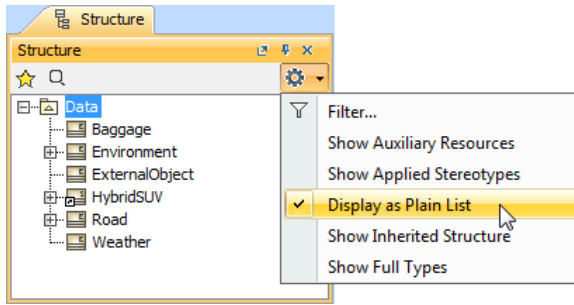 Structure
Structure
Data
Baggage
Environment
ExternalObject
HybridSUV
Road
Weather
Filter...
Show Auxiliary Resources
Show Applied Stereotypes
Display as Plain List
Show Inherited Structure
Show Full Types